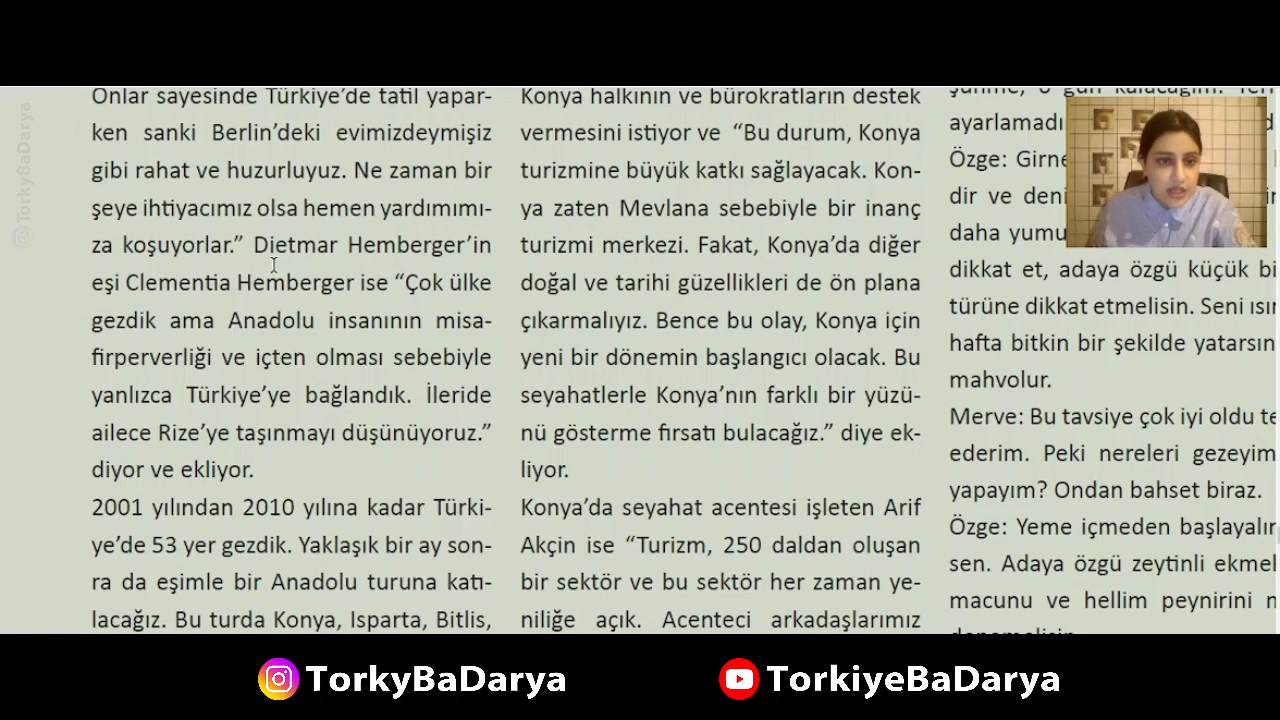 @TorkyBaDarya
Onlar sayesinde Türkiye’de tatil yapar-
ken sanki Berlin’deki evimizdeymişiz
gibi rahat ve huzurluyuz. Ne zaman bir
şeye ihtiyacımız olsa hemen yardımımı-
za koşuyorlar.” Dietmar Hemberger’in
eşi Clementia Hemberger ise “Çok ülke
gezdik ama Anadolu insanının misa-
firperverliği ve içten olması sebebiyle
yanlızca Türkiye’ye bağlandık. İleride
ailece Rize’ye taşınmayı düşünüyoruz.”
diyor ve ekliyor.
2001 yılından 2010 yılına kadar Türki-
ye’de 53 yer gezdik. Yaklaşık bir ay son-
ra da eşimle bir Anadolu turuna katı-
lacağız. Bu turda Konya, Isparta, Bitlis,
Konya halkının ve bürokratların destek
vermesini istiyor ve “Bu durum, Konya
turizmine büyük katkı sağlayacak. Kon-
ya zaten Mevlana sebebiyle bir inanç
turizmi merkezi. Fakat, Konya’da diğer
doğal ve tarihi güzellikleri de ön plana
çıkarmalıyız. Bence bu olay, Konya için
yeni bir dönemin başlangıcı olacak. Bu
seyahatlerle Konya’nın farklı bir yüzü-
nü gösterme fırsatı bulacağız.” diye ek-
liyor.
Konya’da seyahat acentesi işleten Arif
Akçin ise “Turizm, 250 daldan oluşan
bir sektör ve bu sektör her zaman ye-
niliğe açık. Acenteci arkadaşlarımız
ayarlamadı
Özge: Girne
dir ve deni
daha yumu
dikkat et, adaya özgü küçük bi
türüne dikkat etmelisin. Seni ısır
hafta bitkin bir şekilde yatarsın
mahvolur.
Merve: Bu tavsiye çok iyi oldu te
ederim. Peki nereleri gezeyim
yapayım? Ondan bahset biraz.
Özge: Yeme içmeden başlayalır
sen. Adaya özgü zeytinli ekmel
macunu ve hellim peynirini
TorkyBaDarya
TorkiyeBaDarya